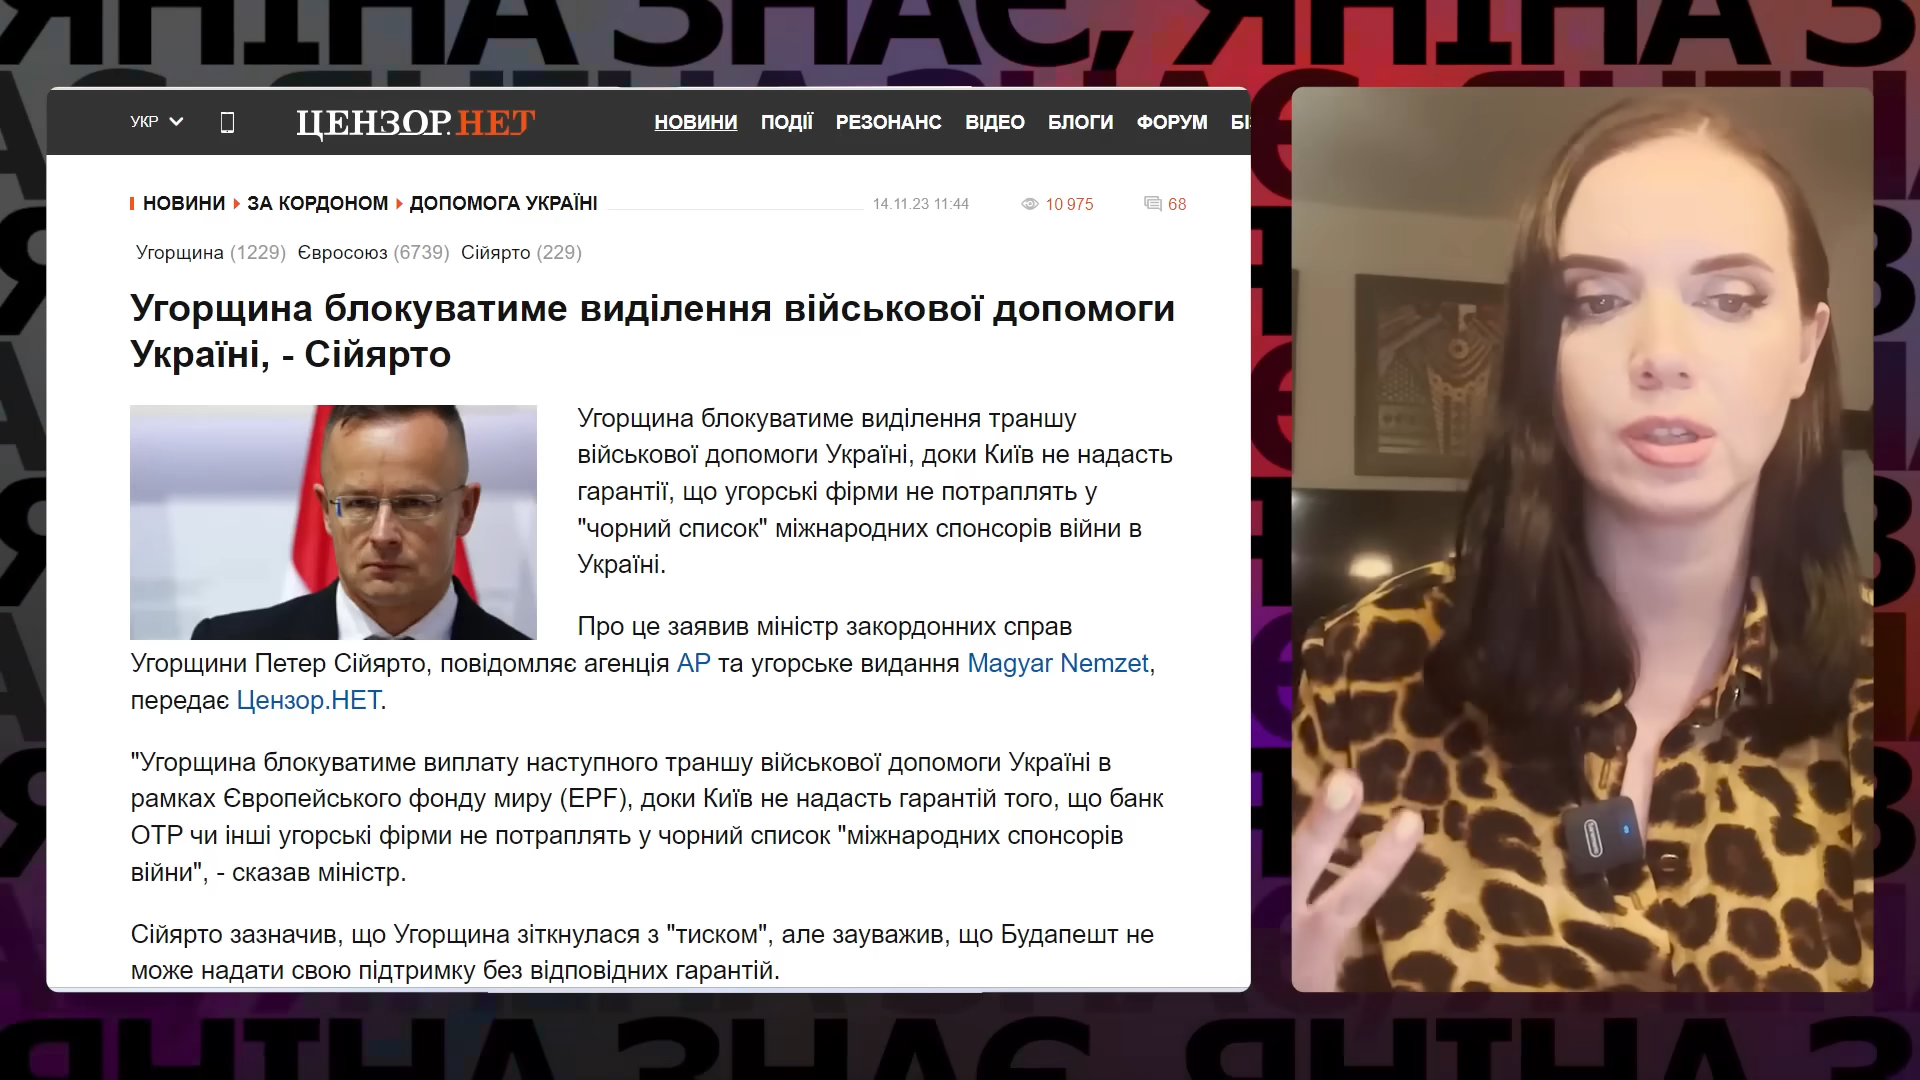 ЯНІНА ЗНАЄ, ЯНІНА З
УКР
ЦЕНЗОР.НЕТ
НОВИНИ ПОДІЇ РЕЗОНАНС ВІДЕО БЛОГИ ФОРУМ
НОВИНИ ЗА КОРДОНОМ ДОПОМОГА УКРАЇНІ
14.11.23 11:44 10 975 68
Угорщина (1229) Євросоюз (6739) Сійярто (229)
Угорщина блокуватиме виділення військової допомоги
Україні, - Сійярто
Угорщина блокуватиме виділення траншу
військової допомоги Україні, доки Київ не надасть
гарантії, що угорські фірми не потраплять у
"чорний список" міжнародних спонсорів війни в
Україні.
Про це заявив міністр закордонних справ
Угорщини Петер Сійярто, повідомляє агенція AP та угорське видання Magyar Nemzet,
передає Цензор.НЕТ.
"Угорщина блокуватиме виплату наступного траншу військової допомоги Україні в
рамках Європейського фонду миру (EPF), доки Київ не надасть гарантій того, що банк
OTP чи інші угорські фірми не потраплять у чорний список "міжнародних спонсорів
війни", - сказав міністр.
Сійярто зазначив, що Угорщина зіткнулася з "тиском", але зауважив, що Будапешт не
може надати свою підтримку без відповідних гарантій.
ЯНІНА ЗНАЄ, ЯНІНА З